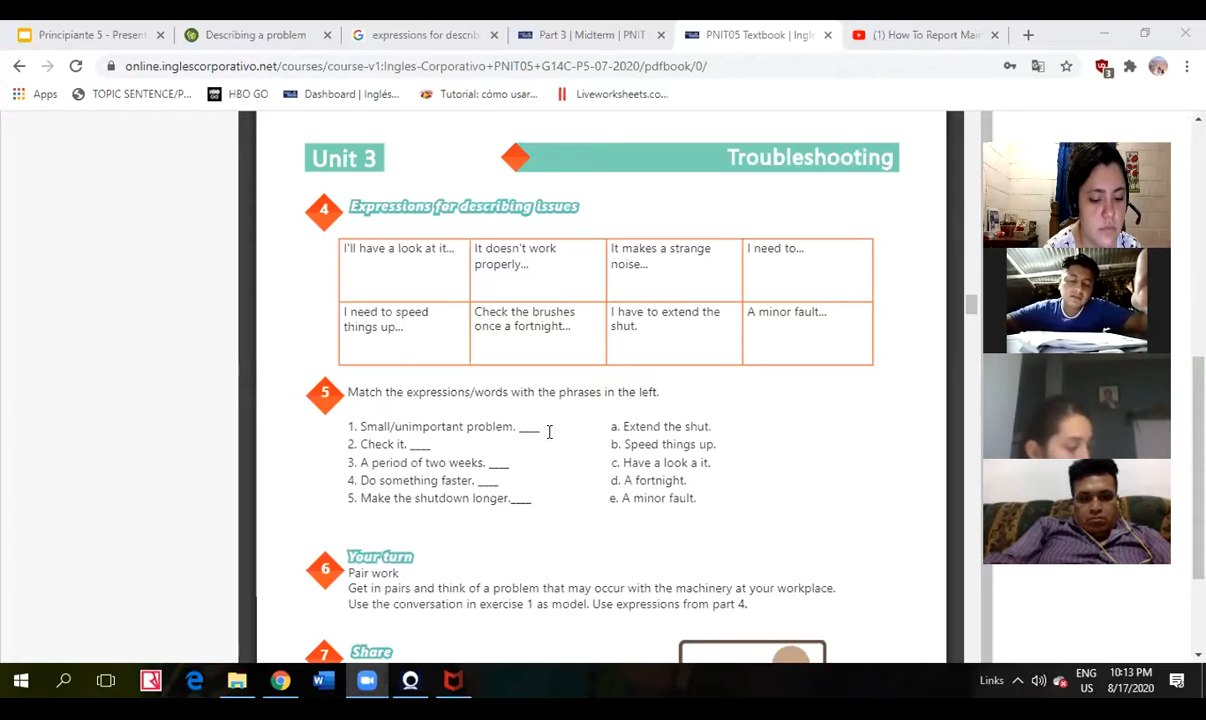 Principiante 5 - Present
Describing a problem
expressions for describ
Part 3 | Midterm | PNIT
PNIT05 Textbook | Ingl
(1) How To Report Mai
online.inglescorporativo.net/courses/course-v1:Ingles-Corporativo+PNIT05+G14C-P5-07-2020/pdfbook/0/
3
Apps
TOPIC SENTENCE/P...
HBO GO
Dashboard | Inglés...
Tutorial: cómo usar...
Liveworksheets.co...
Unit 3
Troubleshooting
4 Expressions for describing issues
I'll have a look at it...
It doesn't work
properly...
It makes a strange
noise...
I need to...
I need to speed
things up...
Check the brushes
once a fortnight...
I have to extend the
shut.
A minor fault...
5 Match the expressions/words with the phrases in the left.
1. Small/unimportant problem. ____ a. Extend the shut.
2. Check it. ____ b. Speed things up.
3. A period of two weeks. ____ c. Have a look a it.
4. Do something faster. ____ d. A fortnight.
5. Make the shutdown longer.____ e. A minor fault.
6 Your turn
Pair work
Get in pairs and think of a problem that may occur with the machinery at your workplace.
Use the conversation in exercise 1 as model. Use expressions from part 4.
7 Share
Links
ENG
US
10:13 PM
8/17/2020